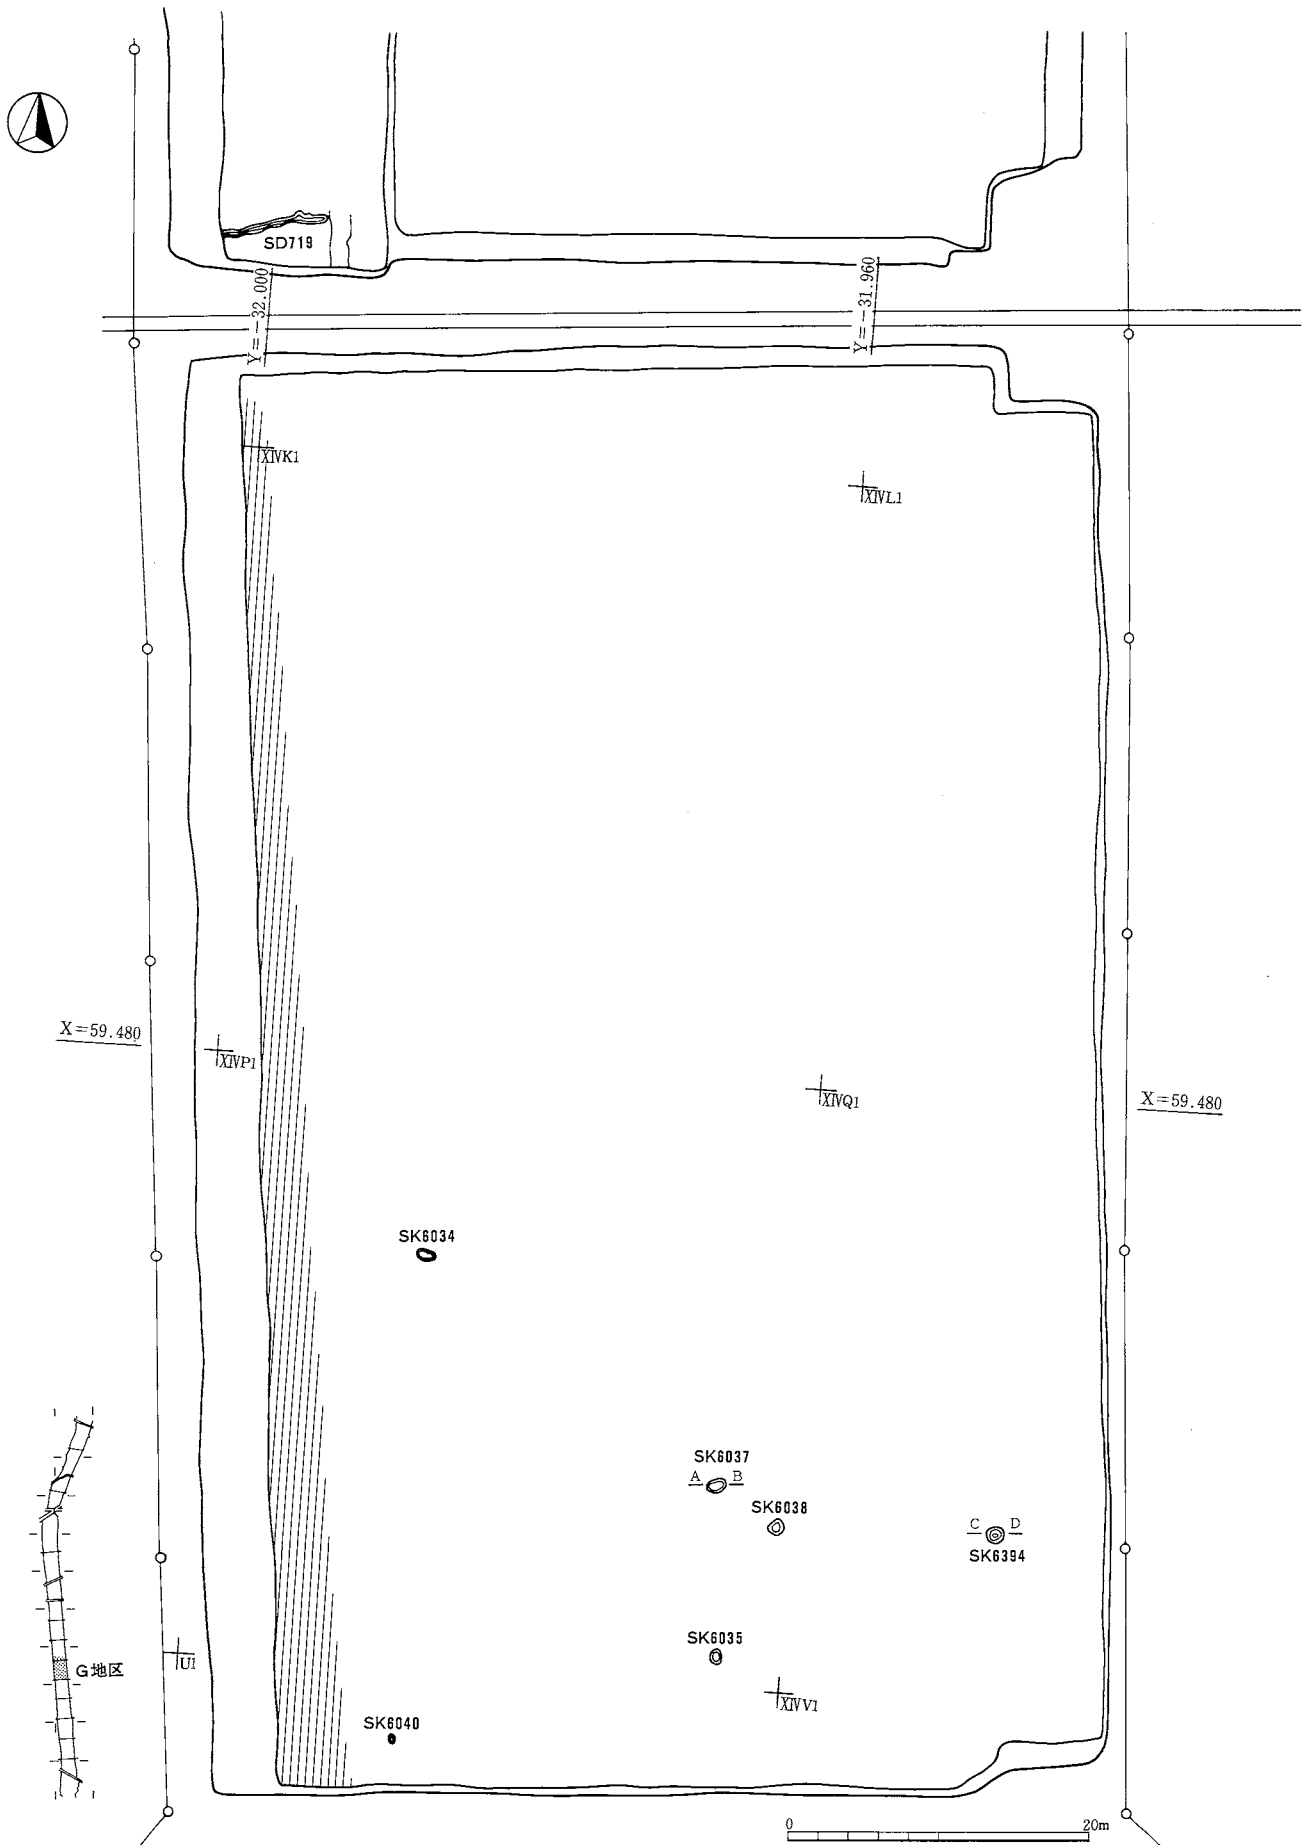 SD719
Y=-32.000
Y=-31.960
XIVK1
XIVL1
X=59.480
XIVP1
XIVQ1
X=59.480
SK6034
SK6037
A B
SK6038
C D
SK6394
SK6035
U1
G地区
XIVV1
SK6040
0 20m